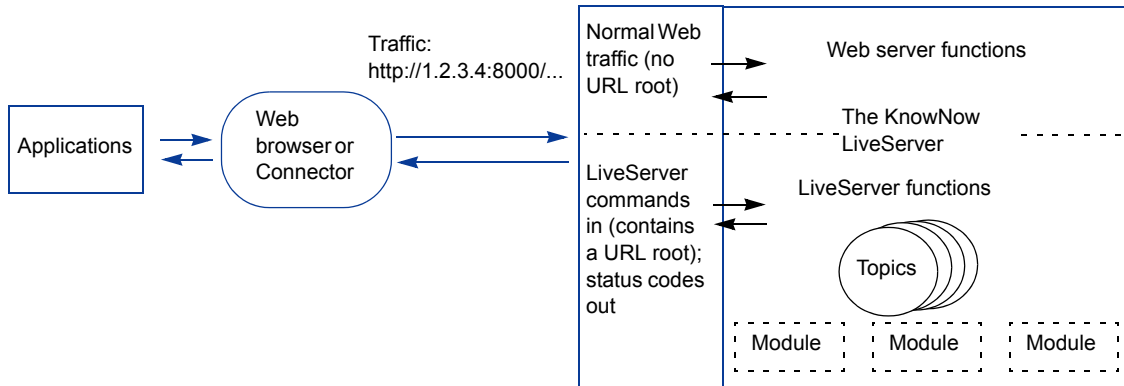 Applications
Web
browser or
Connector
Traffic:
http://1.2.3.4:8000/...
Normal Web
traffic (no
URL root)
LiveServer
commands
in (contains
a URL root);
status codes
out
Web server functions
The KnowNow
LiveServer
LiveServer functions
Topics
Module
Module
Module